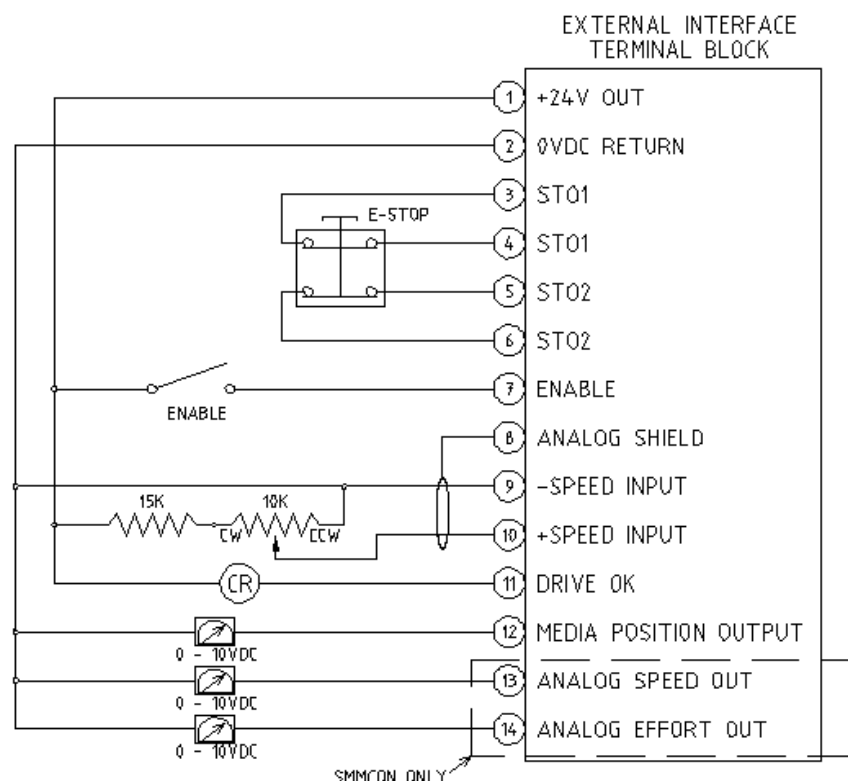 EXTERNAL INTERFACE
TERMINAL BLOCK
1 +24V OUT
2 0VDC RETURN
3 STO1
E-STOP
4 STO1
5 STO2
6 STO2
7 ENABLE
ENABLE
8 ANALOG SHIELD
9 -SPEED INPUT
15K 10K
CW CCW
10 +SPEED INPUT
CR 11 DRIVE OK
12 MEDIA POSITION OUTPUT
0 - 10VDC
13 ANALOG SPEED OUT
0 - 10VDC
14 ANALOG EFFORT OUT
0 - 10VDC
SMMCON ONLY